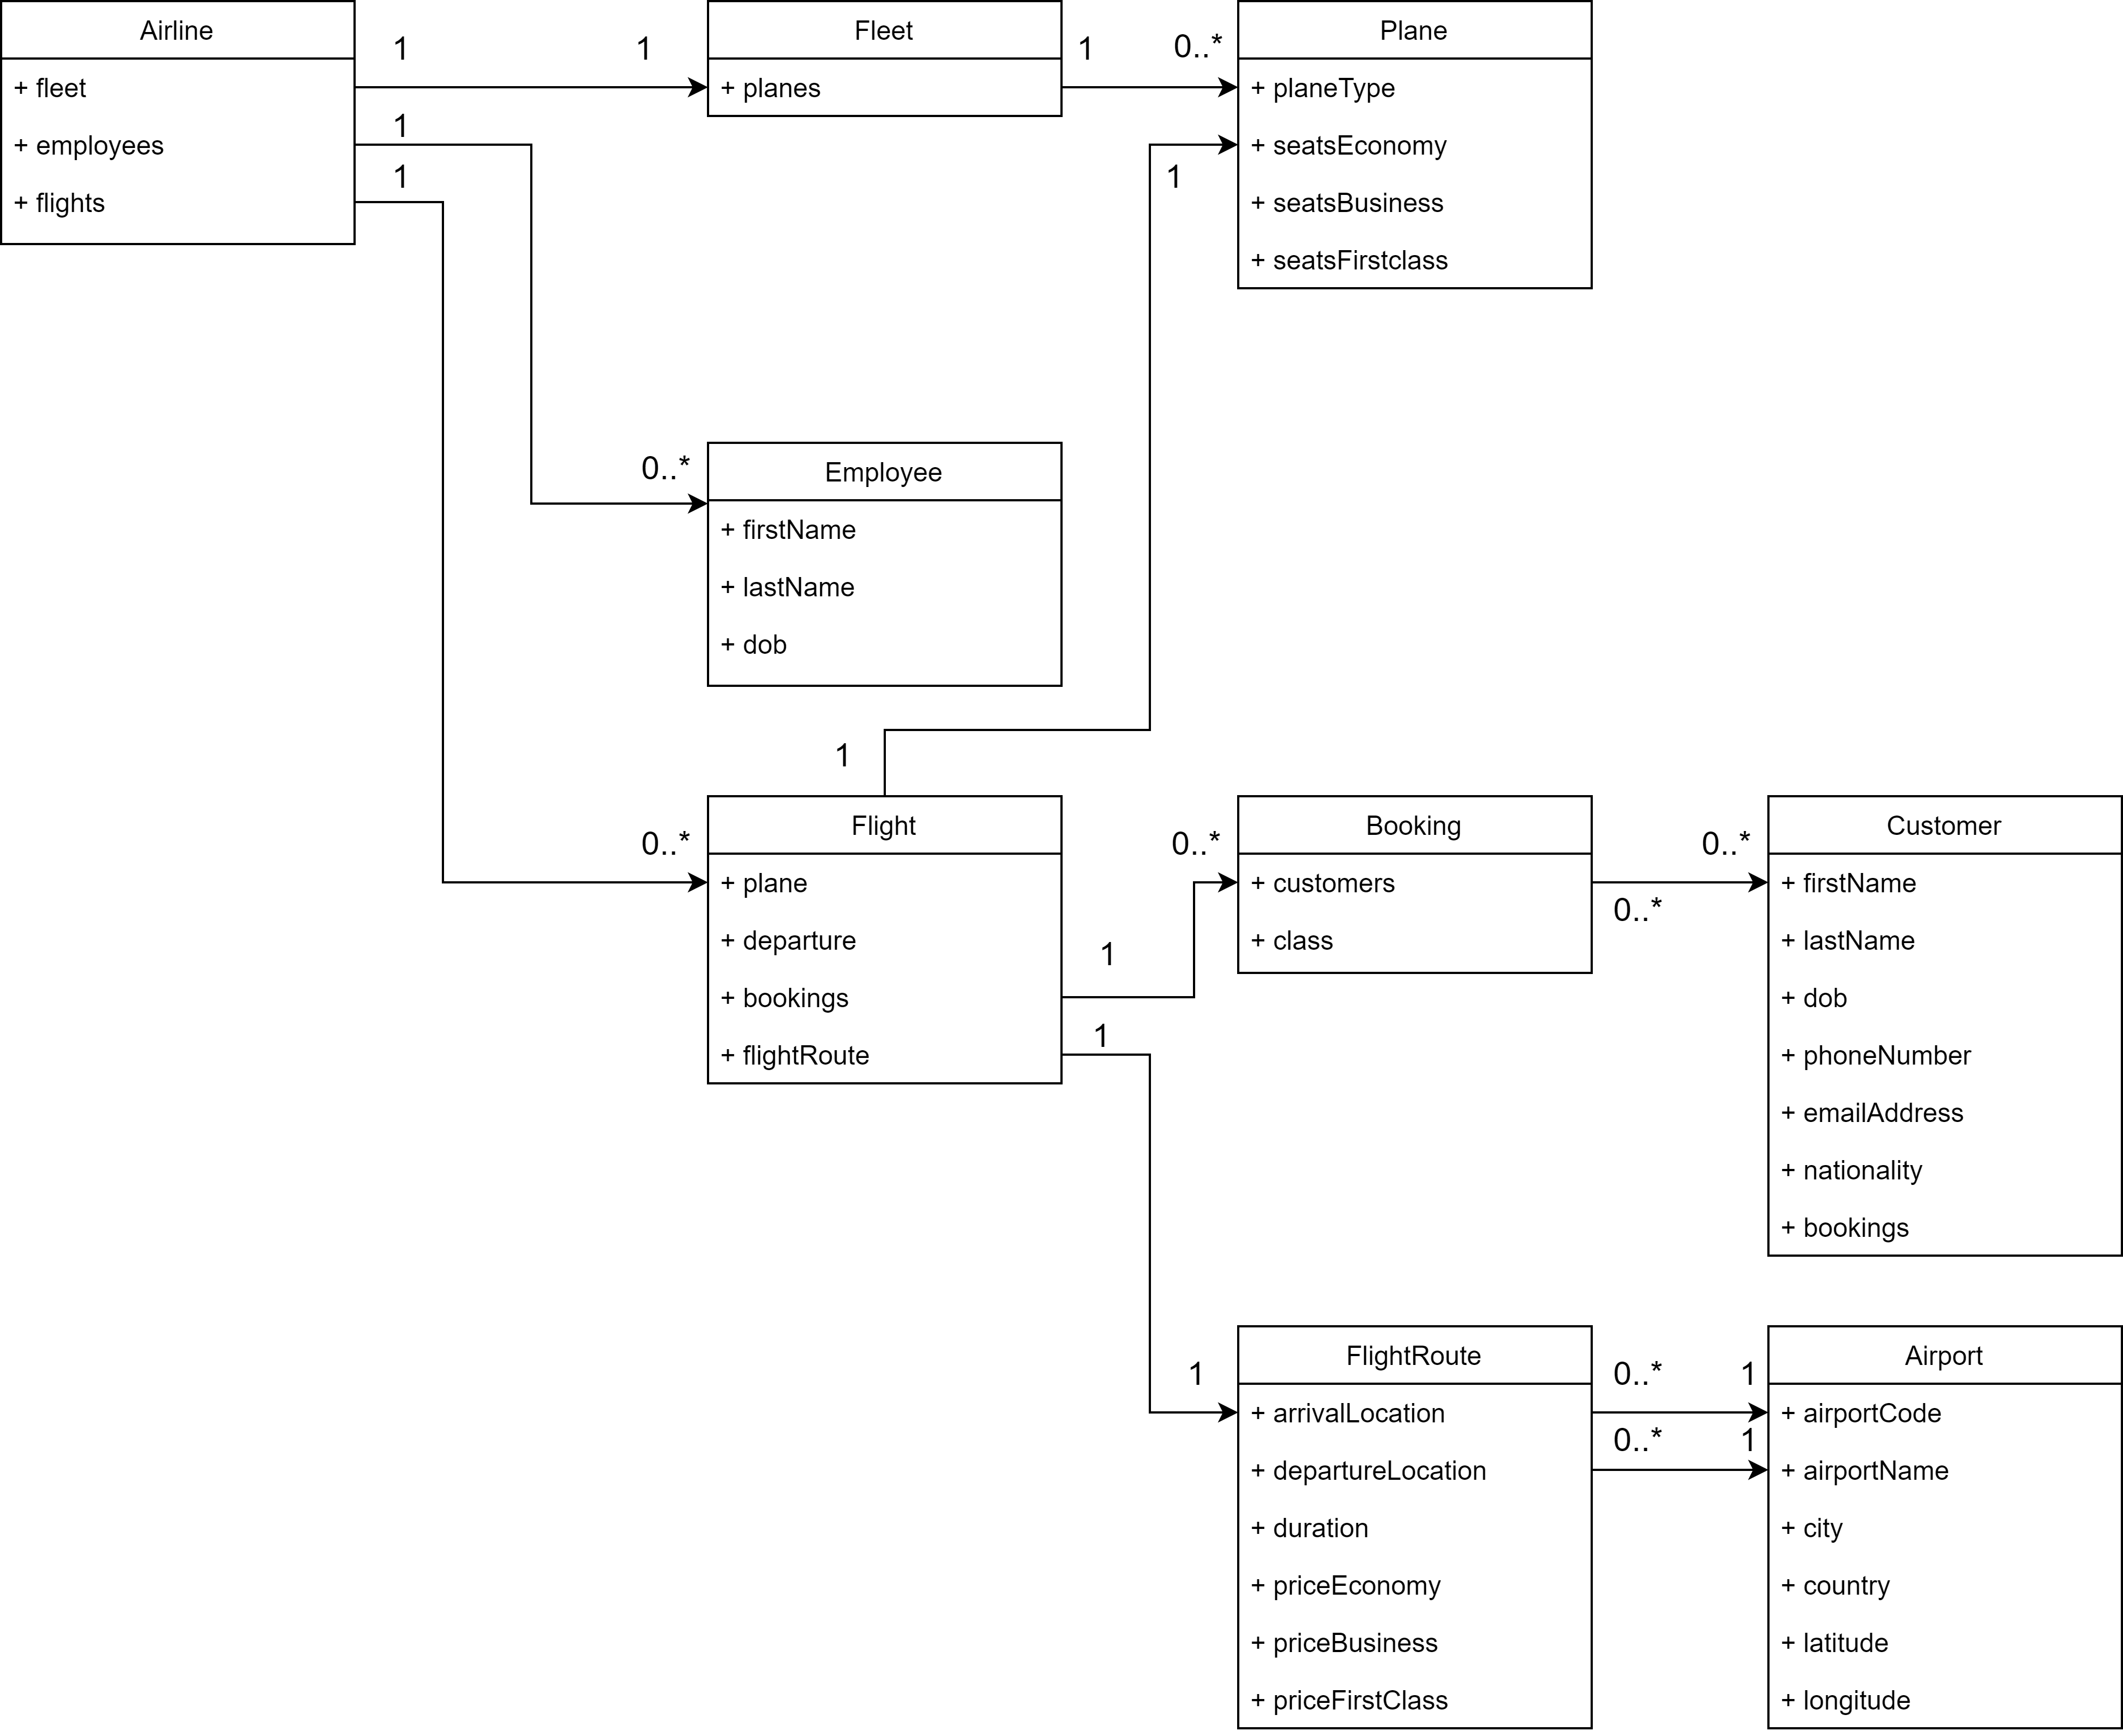 Airline
+ fleet
+ employees
+ flights
1
1
1
1
Fleet
+ planes
1
0..*
Plane
+ planeType
+ seatsEconomy
+ seatsBusiness
+ seatsFirstclass
1
0..*
Employee
+ firstName
+ lastName
+ dob
1
0..*
Flight
+ plane
+ departure
+ bookings
+ flightRoute
1
1
0..*
Booking
+ customers
+ class
0..*
0..*
Customer
+ firstName
+ lastName
+ dob
+ phoneNumber
+ emailAddress
+ nationality
+ bookings
1
FlightRoute
+ arrivalLocation
+ departureLocation
+ duration
+ priceEconomy
+ priceBusiness
+ priceFirstClass
0..*
1
0..*
1
Airport
+ airportCode
+ airportName
+ city
+ country
+ latitude
+ longitude